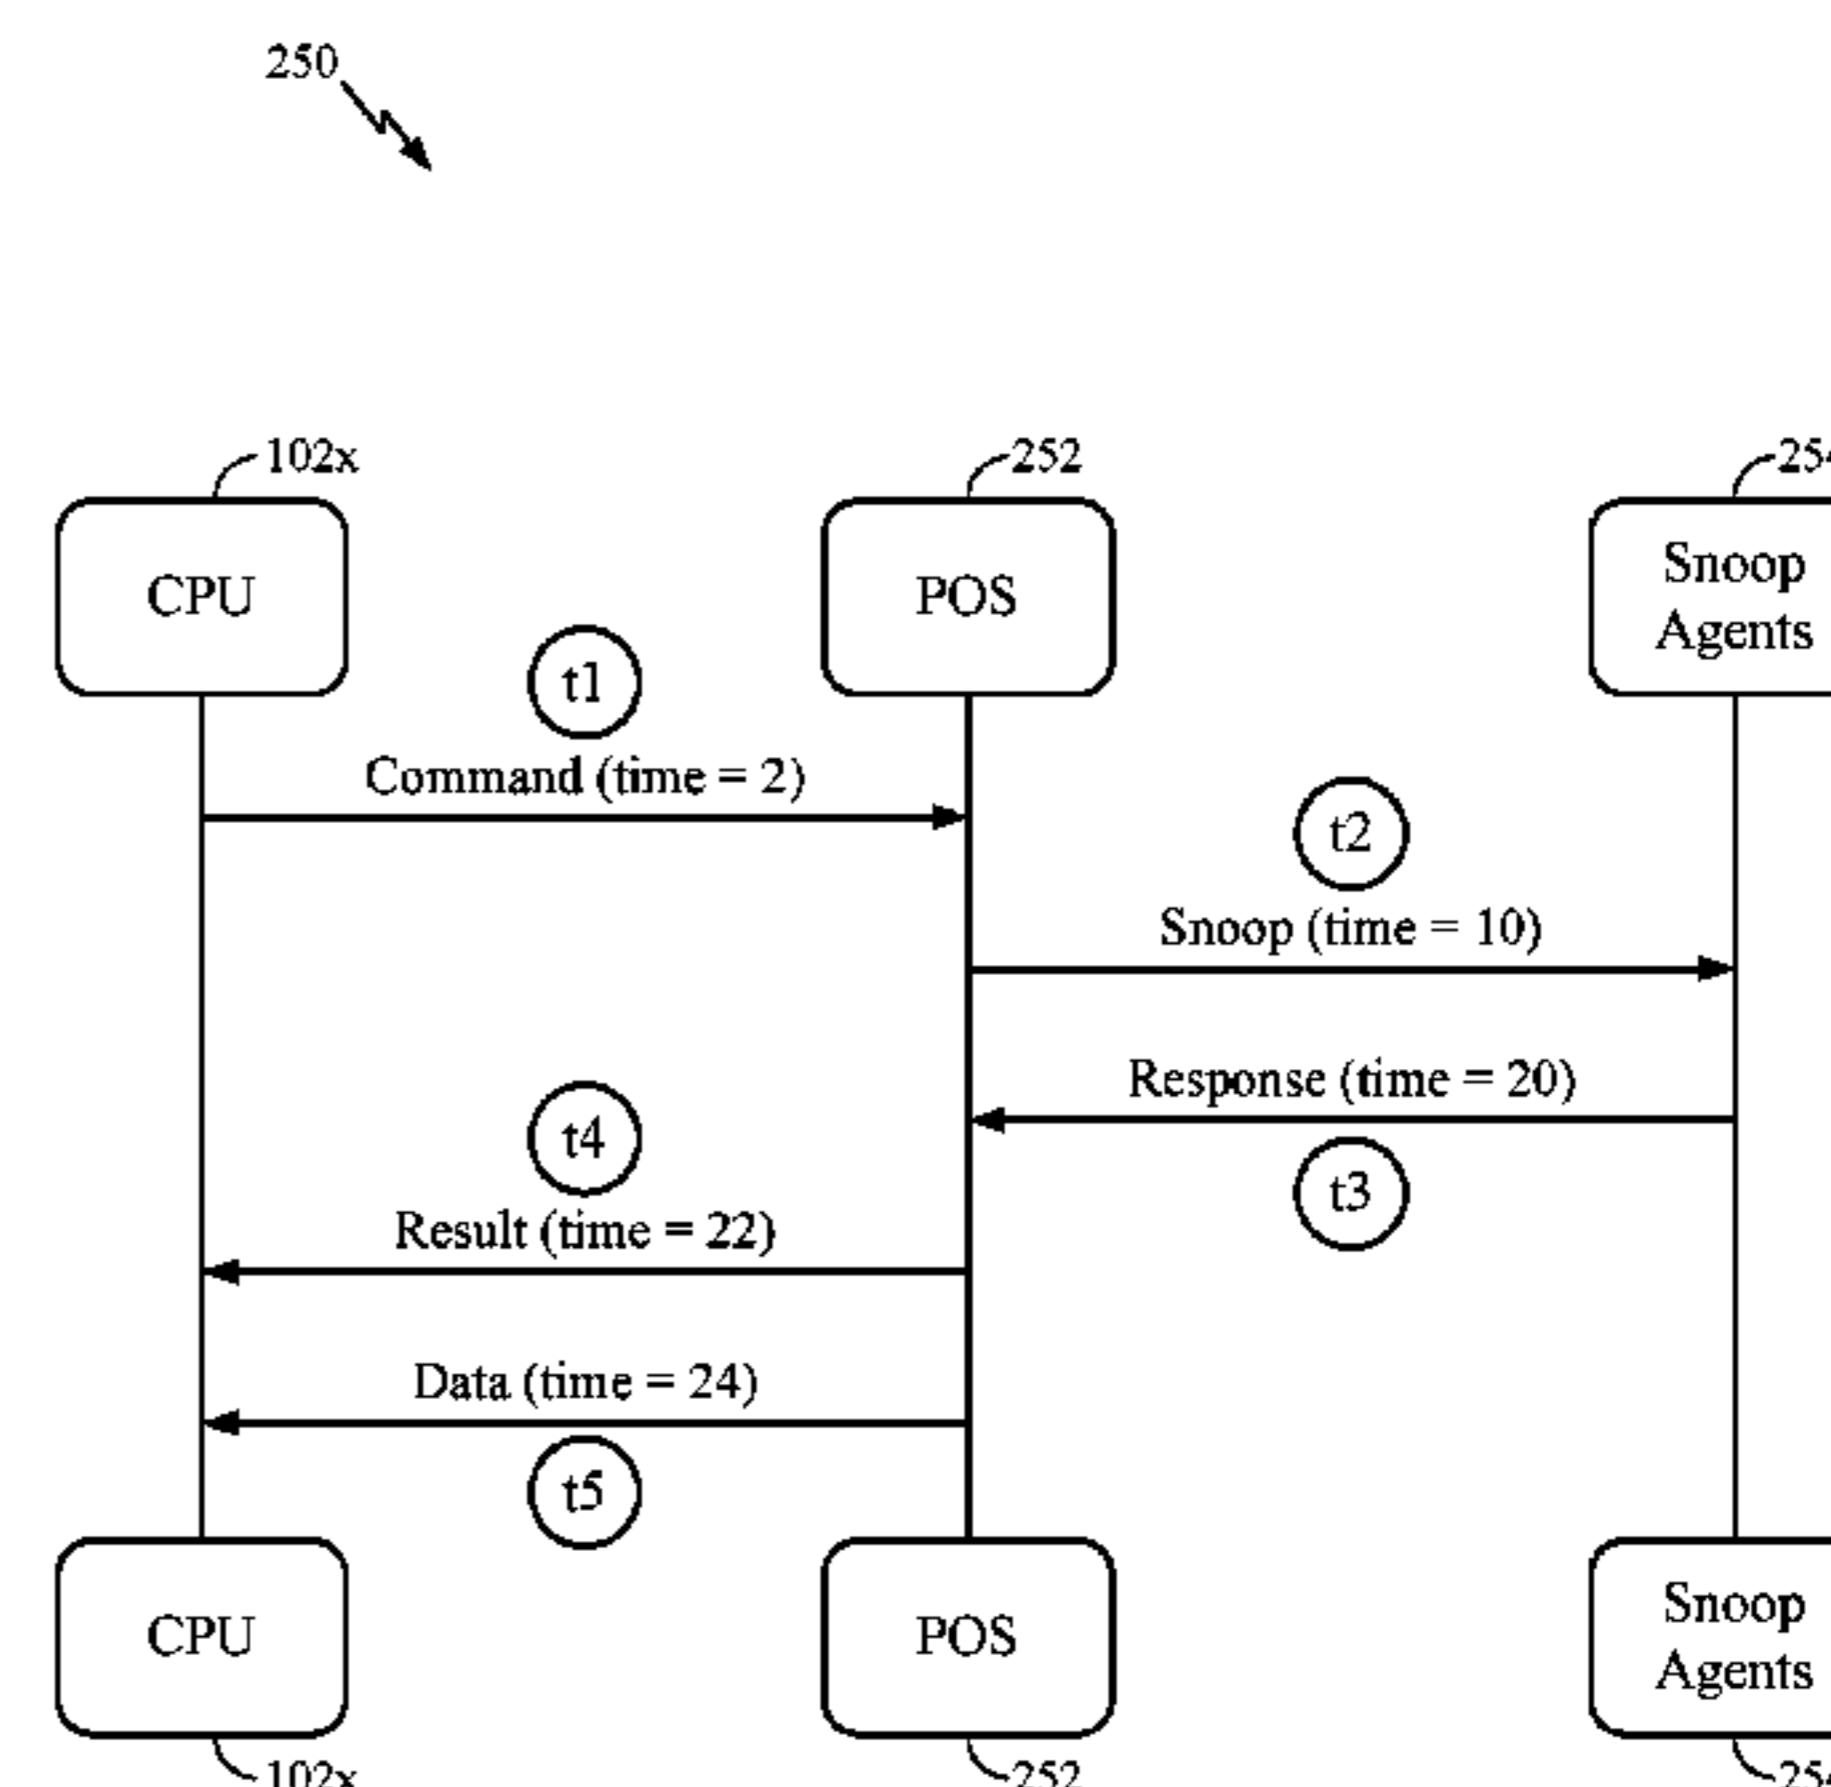 250
102x
252
CPU
POS
Snoop
Agents
t1
Command (time = 2)
t2
Snoop (time = 10)
Response (time = 20)
t3
t4
Result (time = 22)
Data (time = 24)
t5
CPU
POS
Snoop
Agents
102x
252